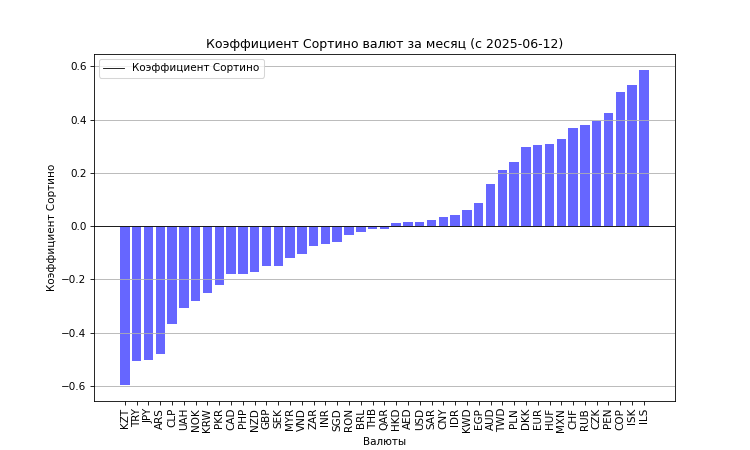 Коэффициент Сортино валют за месяц (с 2025-06-12)
Коэффициент Сортино
Коэффициент Сортино
0.6
0.4
0.2
0.0
−0.2
−0.4
−0.6
KZT
TRY
JPY
ARS
CLP
UAH
NOK
KRW
PKR
CAD
PHP
NZD
GBP
SEK
MYR
VND
ZAR
INR
SGD
RON
BRL
THB
QAR
HKD
AED
USD
SAR
CNY
IDR
KWD
EGP
AUD
TWD
PLN
DKK
EUR
HUF
MXN
CHF
RUB
CZK
PEN
COP
ISK
ILS
Валюты